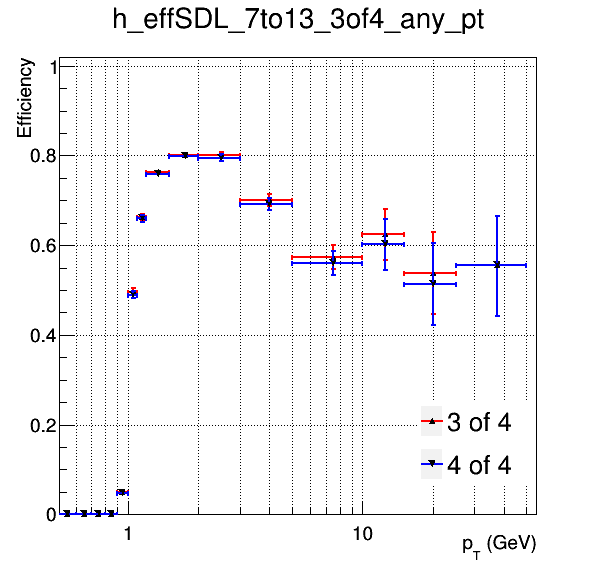 h_effSDL_7to13_3of4_any_pt
Efficiency
1
0.8
0.6
0.4
0.2
0
3 of 4
4 of 4
1
10
p_T (GeV)